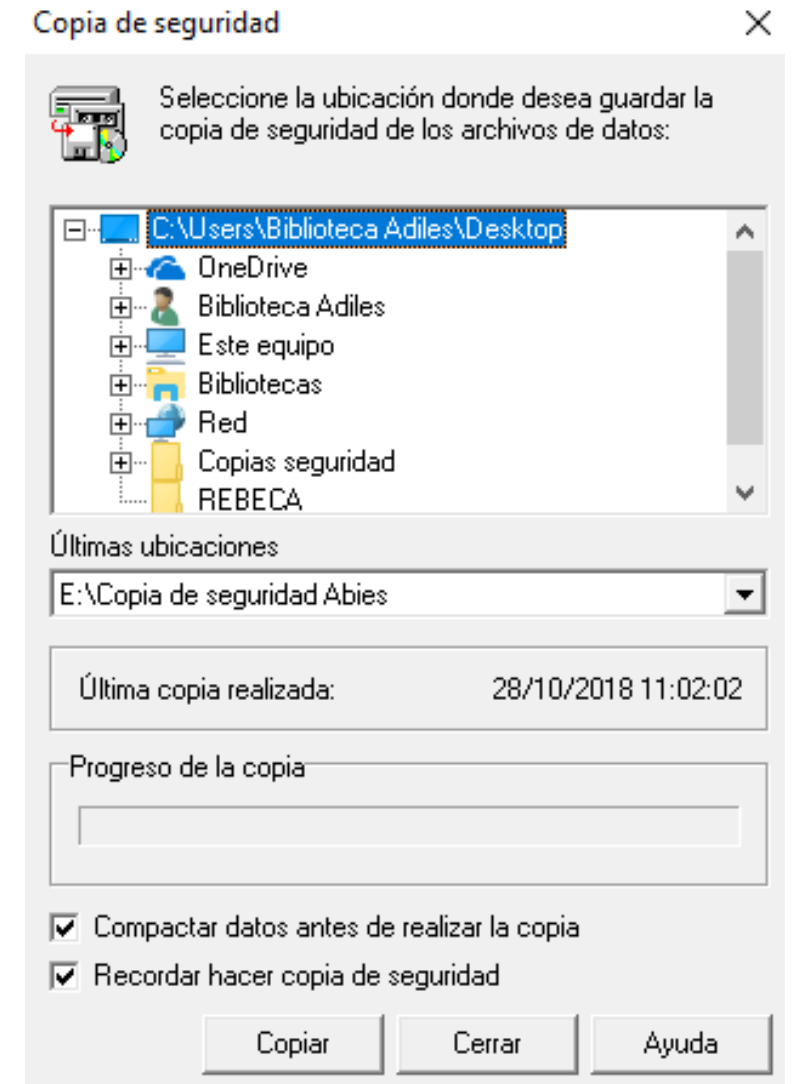 Copia de seguridad
Seleccione la ubicación donde desea guardar la
copia de seguridad de los archivos de datos:
C:\Users\Biblioteca Adiles\Desktop
OneDrive
Biblioteca Adiles
Este equipo
Bibliotecas
Red
Copias seguridad
REBECA
Últimas ubicaciones
E:\Copia de seguridad Abies
Última copia realizada: 28/10/2018 11:02:02
Progreso de la copia
Compactar datos antes de realizar la copia
Recordar hacer copia de seguridad
Copiar Cerrar Ayuda